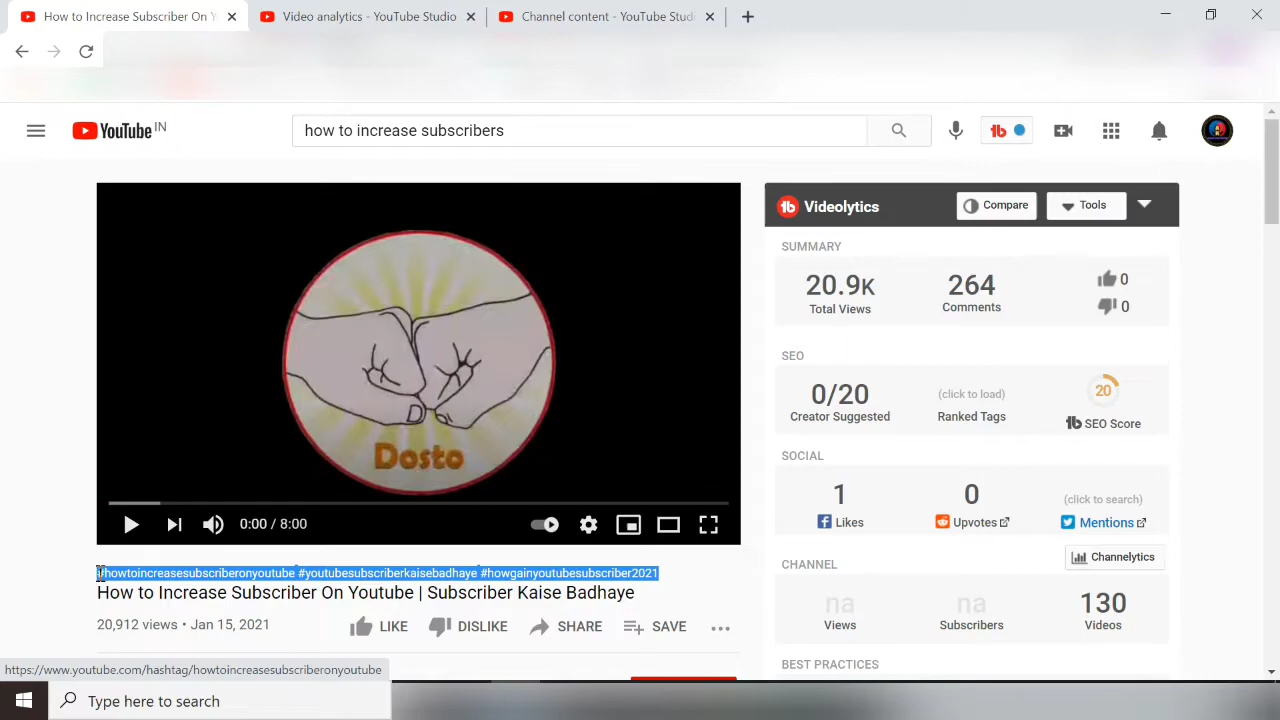 How to Increase Subscriber On Y
Video analytics - YouTube Studio
Channel content - YouTube Studi
YouTube IN
how to increase subscribers
Dosto
0:00 / 8:00
#howtoincreasesubscriberonyoutube #youtubesubscriberkaisebadhaye #howgainyoutubesubscriber2021
How to Increase Subscriber On Youtube | Subscriber Kaise Badhaye
20,912 views • Jan 15, 2021
LIKE DISLIKE SHARE SAVE
tb Videolytics Compare Tools
SUMMARY
20.9K 264 0
Total Views Comments 0
SEO
0/20 (click to load) 20
Creator Suggested Ranked Tags tb SEO Score
SOCIAL
1 0 (click to search)
Likes Upvotes Mentions
CHANNEL Channelytics
na na 130
Views Subscribers Videos
BEST PRACTICES
https://www.youtube.com/hashtag/howtoincreasesubscriberonyoutube
Type here to search